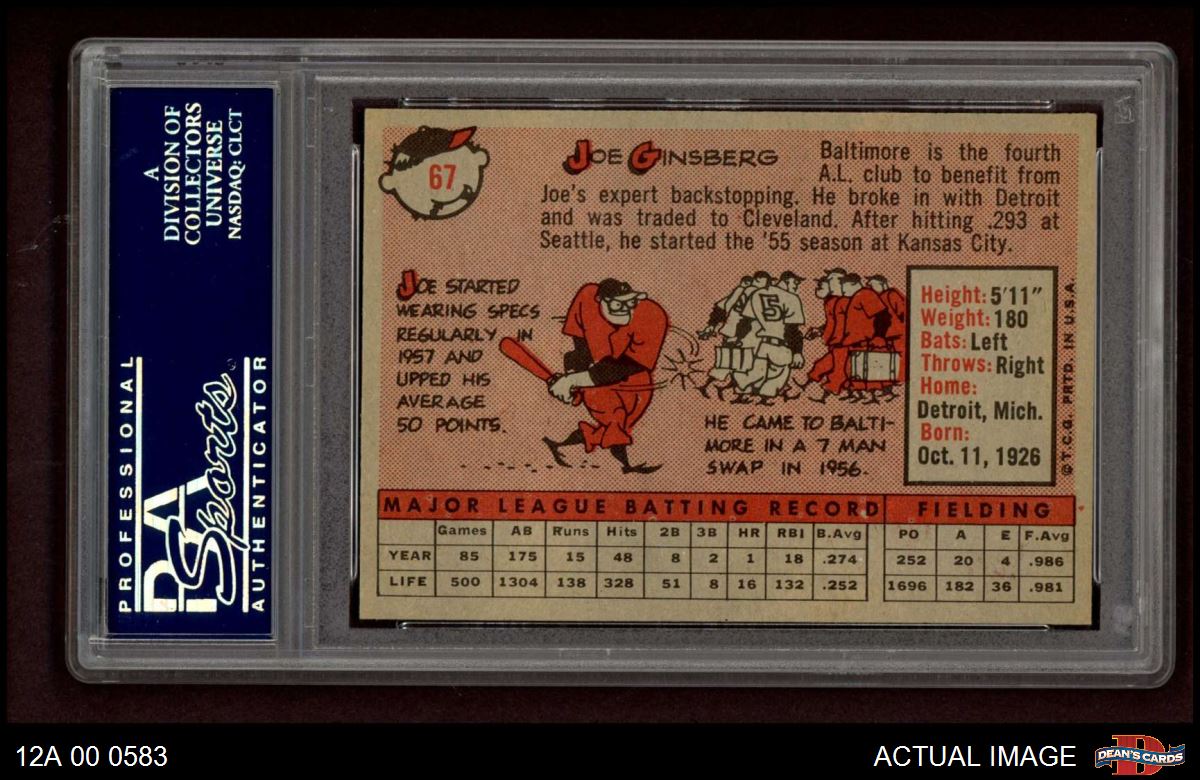 A
DIVISION OF
COLLECTORS
UNIVERSE
NASDAQ: CLCT
PROFESSIONAL
PSA
Sports
AUTHENTICATOR
67
JOE GINSBERG
Baltimore is the fourth
A.L. club to benefit from
Joe's expert backstopping. He broke in with Detroit
and was traded to Cleveland. After hitting .293 at
Seattle, he started the '55 season at Kansas City.
JOE STARTED
WEARING SPECS
REGULARLY IN
1957 AND
UPPED HIS
AVERAGE
50 POINTS.
5
HE CAME TO BALTI-
MORE IN A 7 MAN
SWAP IN 1956.
Height: 5'11"
Weight: 180
Bats: Left
Throws: Right
Home:
Detroit, Mich.
Born:
Oct. 11, 1926
©T.C.G. PRTD. IN U.S.A.
MAJOR LEAGUE BATTING RECORD FIELDING
Games AB Runs Hits 2B 3B HR RBI B.Avg PO A E F.Avg
YEAR 85 175 15 48 8 2 1 18 .274 252 20 4 .986
LIFE 500 1304 138 328 51 8 16 132 .252 1696 182 36 .981
12A 00 0583
ACTUAL IMAGE
D
DEAN'S CARDS